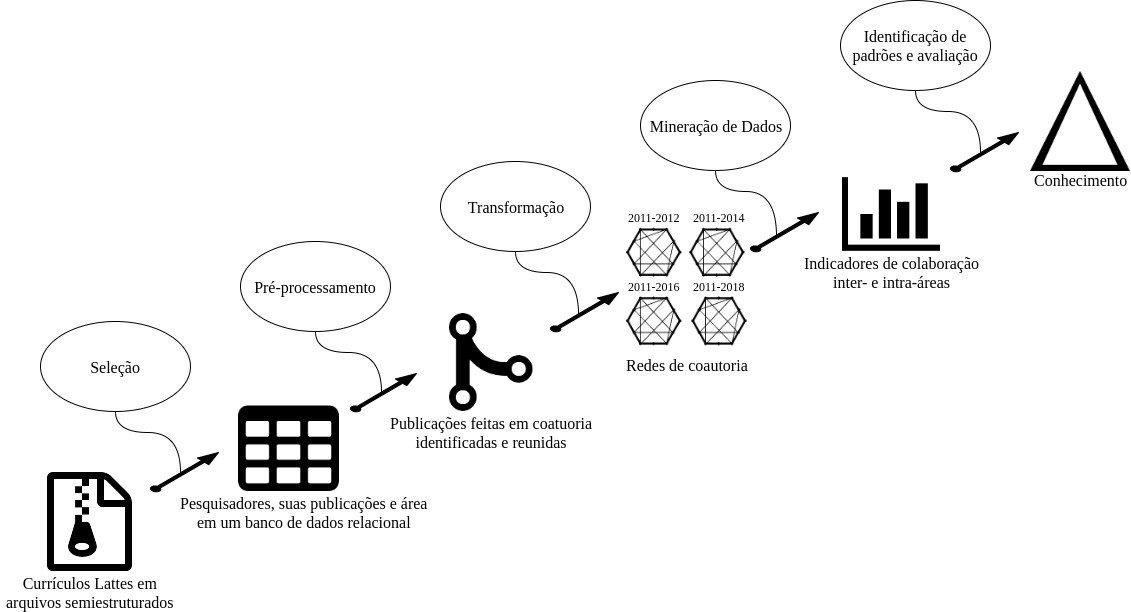 Seleção
Currículos Lattes em
arquivos semiestruturados
Pré-processamento
Pesquisadores, suas publicações e área
em um banco de dados relacional
Transformação
Publicações feitas em coatuoria
identificadas e reunidas
Mineração de Dados
2011-2012 2011-2014
2011-2016 2011-2018
Redes de coautoria
Identificação de
padrões e avaliação
Indicadores de colaboração
inter- e intra-áreas
Conhecimento